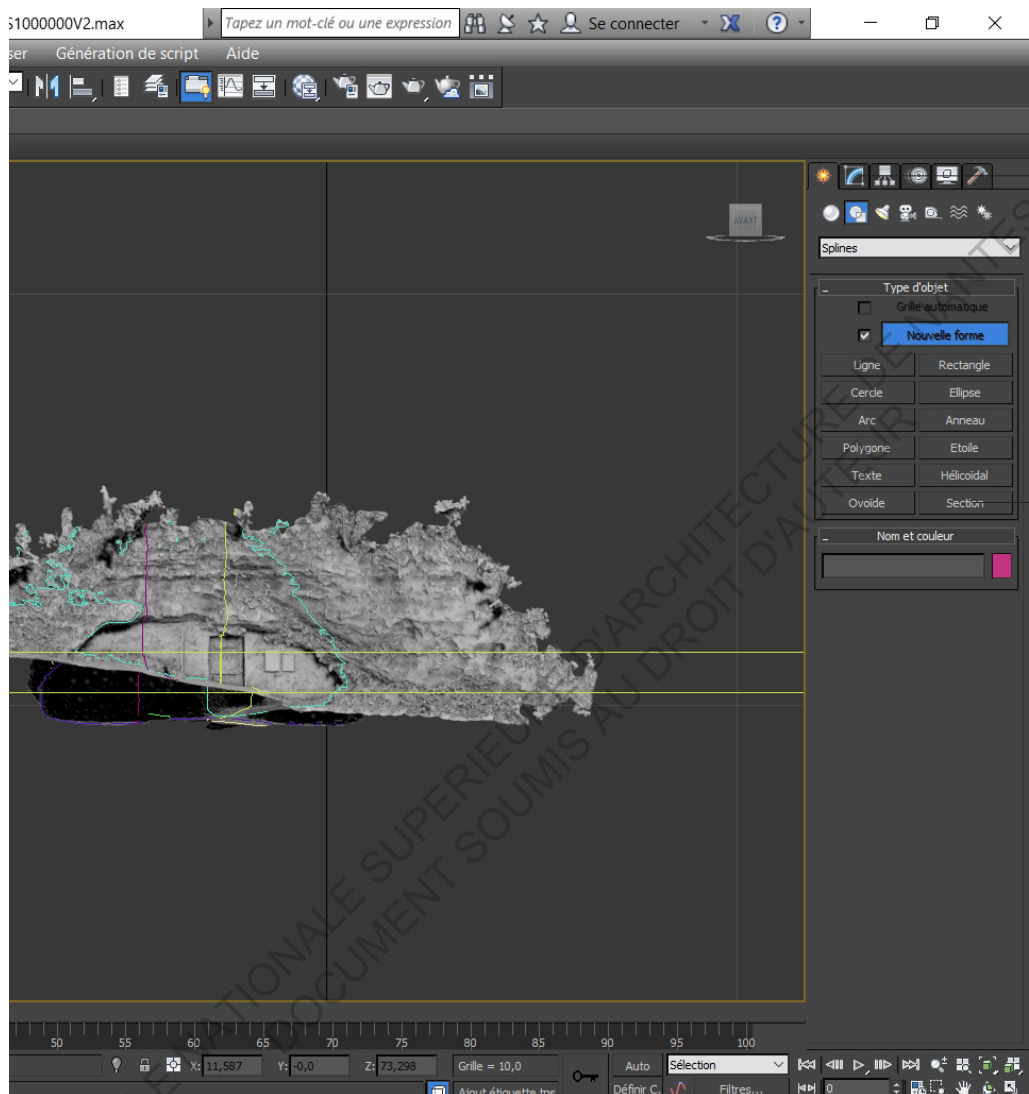 S1000000V2.max
Tapez un mot-clé ou une expression
Se connecter
ser Génération de script Aide
AVANT
Splines
Type d'objet
Grille automatique
Nouvelle forme
Ligne Rectangle
Cercle Ellipse
Arc Anneau
Polygone Etoile
Texte Hélicoïdal
Ovoïde Section
Nom et couleur
50 55 60 65 70 75 80 85 90 95 100
X: 11,587 Y: -0,0 Z: 73,298 Grille = 10,0 Auto Sélection
Ajout étiquette tps Définir C. Filtres... 0
E NATIONALE SUPERIEURE D'ARCHITECTURE DE NANTES
DOCUMENT SOUMIS AU DROIT D'AUTEUR